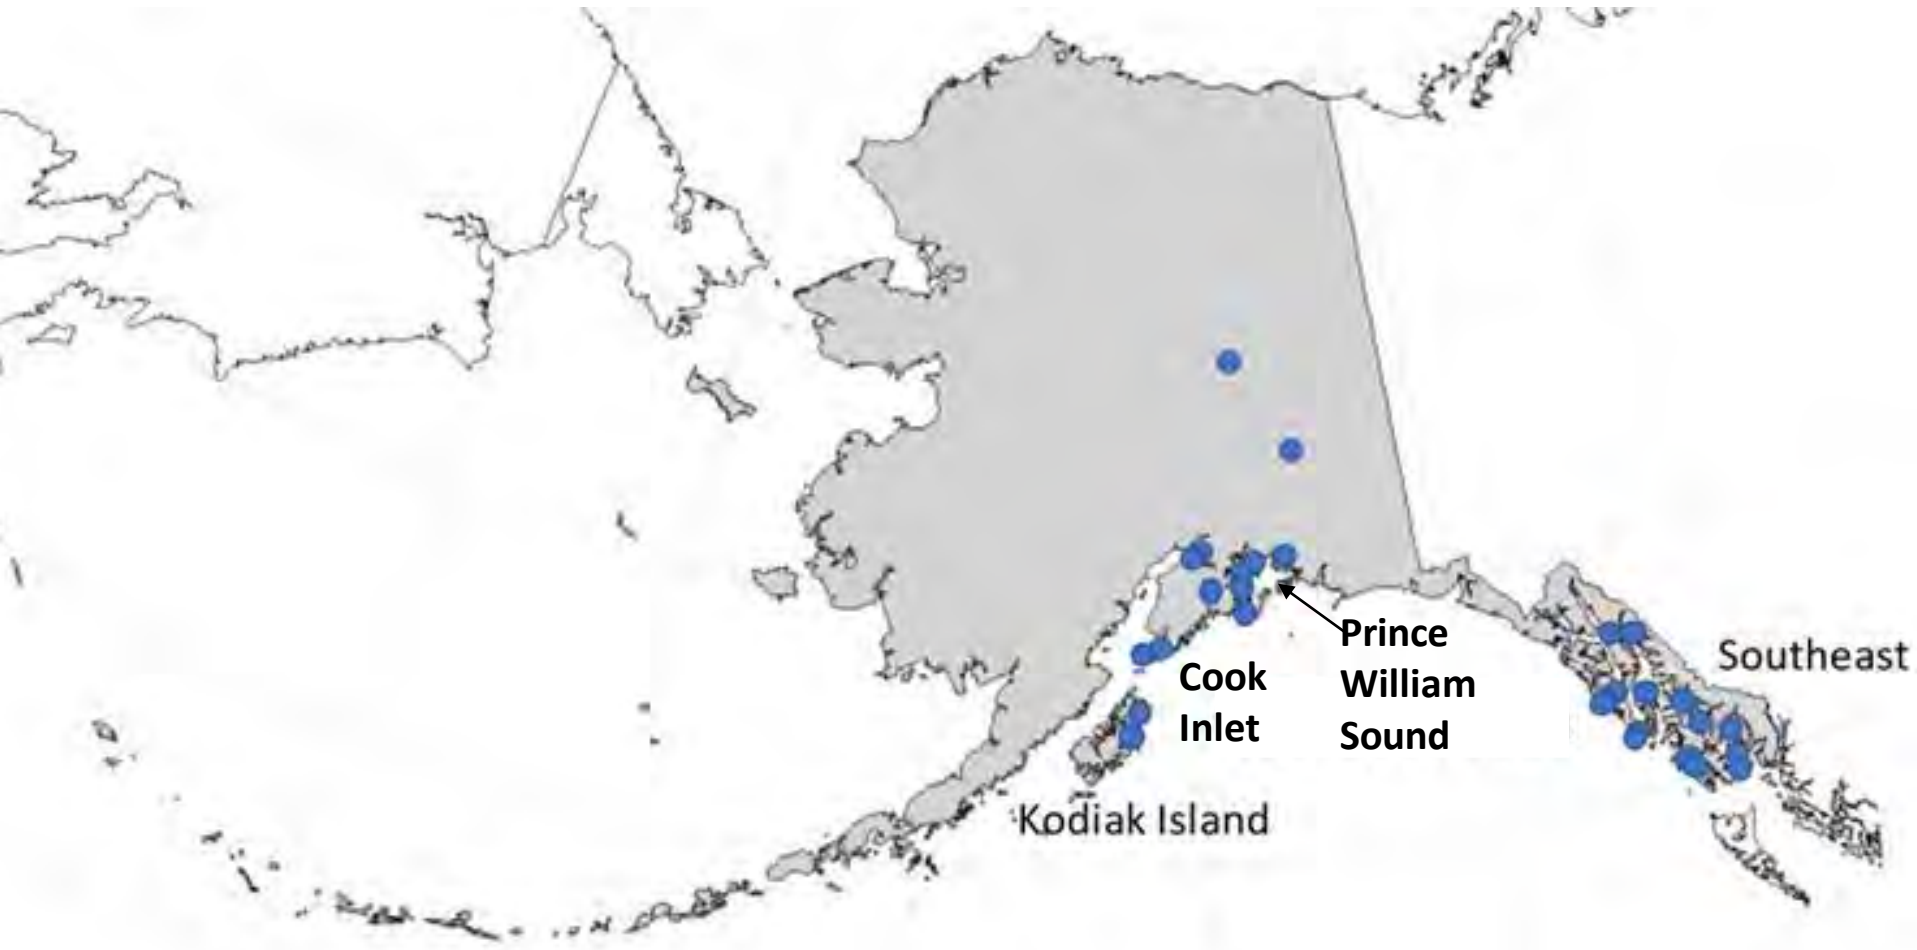 Prince
William
Sound
Southeast
Cook
Inlet
Kodiak Island